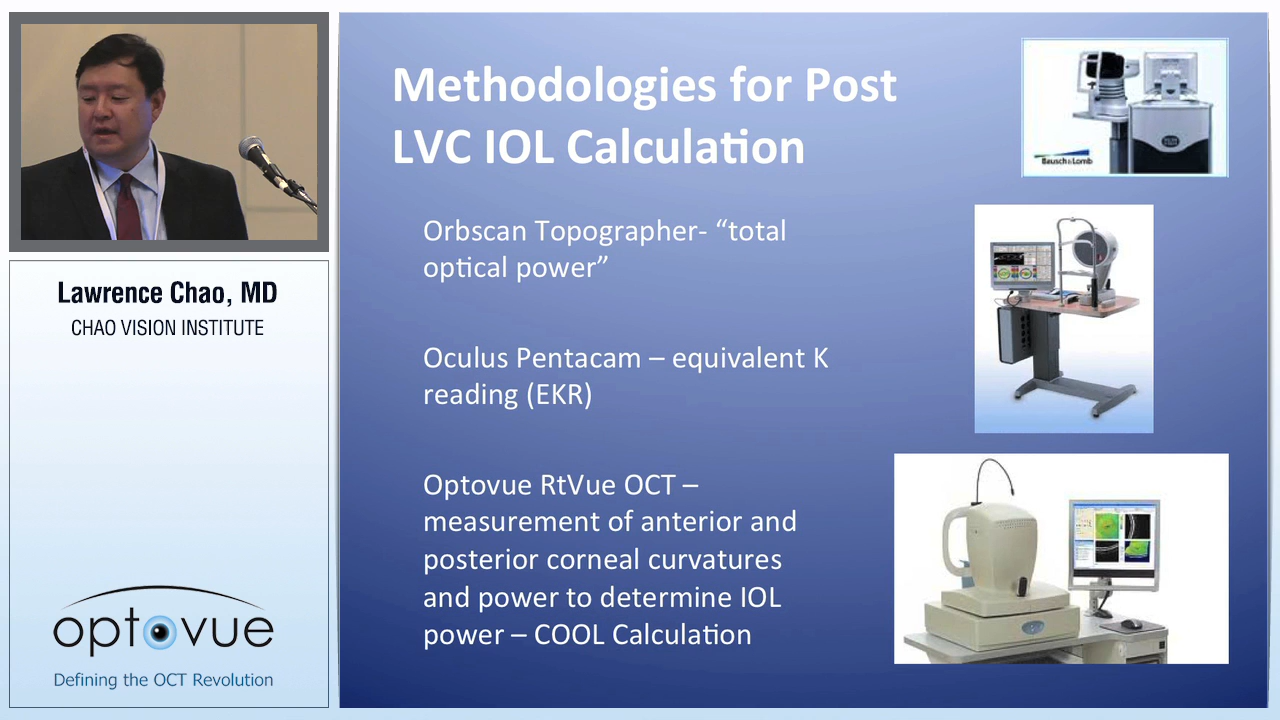 Methodologies for Post
LVC IOL Calculation
Bausch & Lomb
Orbscan Topographer- “total
optical power”
Oculus Pentacam – equivalent K
reading (EKR)
Optovue RtVue OCT –
measurement of anterior and
posterior corneal curvatures
and power to determine IOL
power – COOL Calculation
Lawrence Chao, MD
CHAO VISION INSTITUTE
optovue
Defining the OCT Revolution